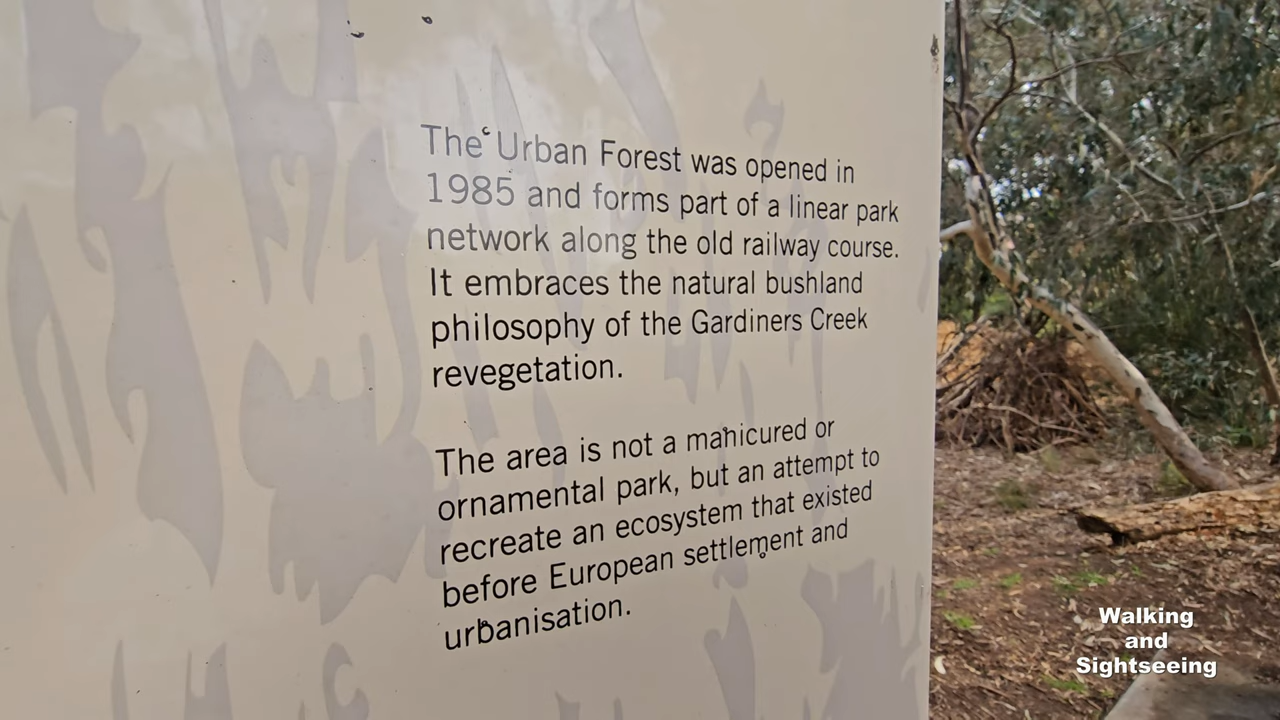 The Urban Forest was opened in
1985 and forms part of a linear park
network along the old railway course.
It embraces the natural bushland
philosophy of the Gardiners Creek
revegetation.
The area is not a manicured or
ornamental park, but an attempt to
recreate an ecosystem that existed
before European settlement and
urbanisation.
Walking
and
Sightseeing